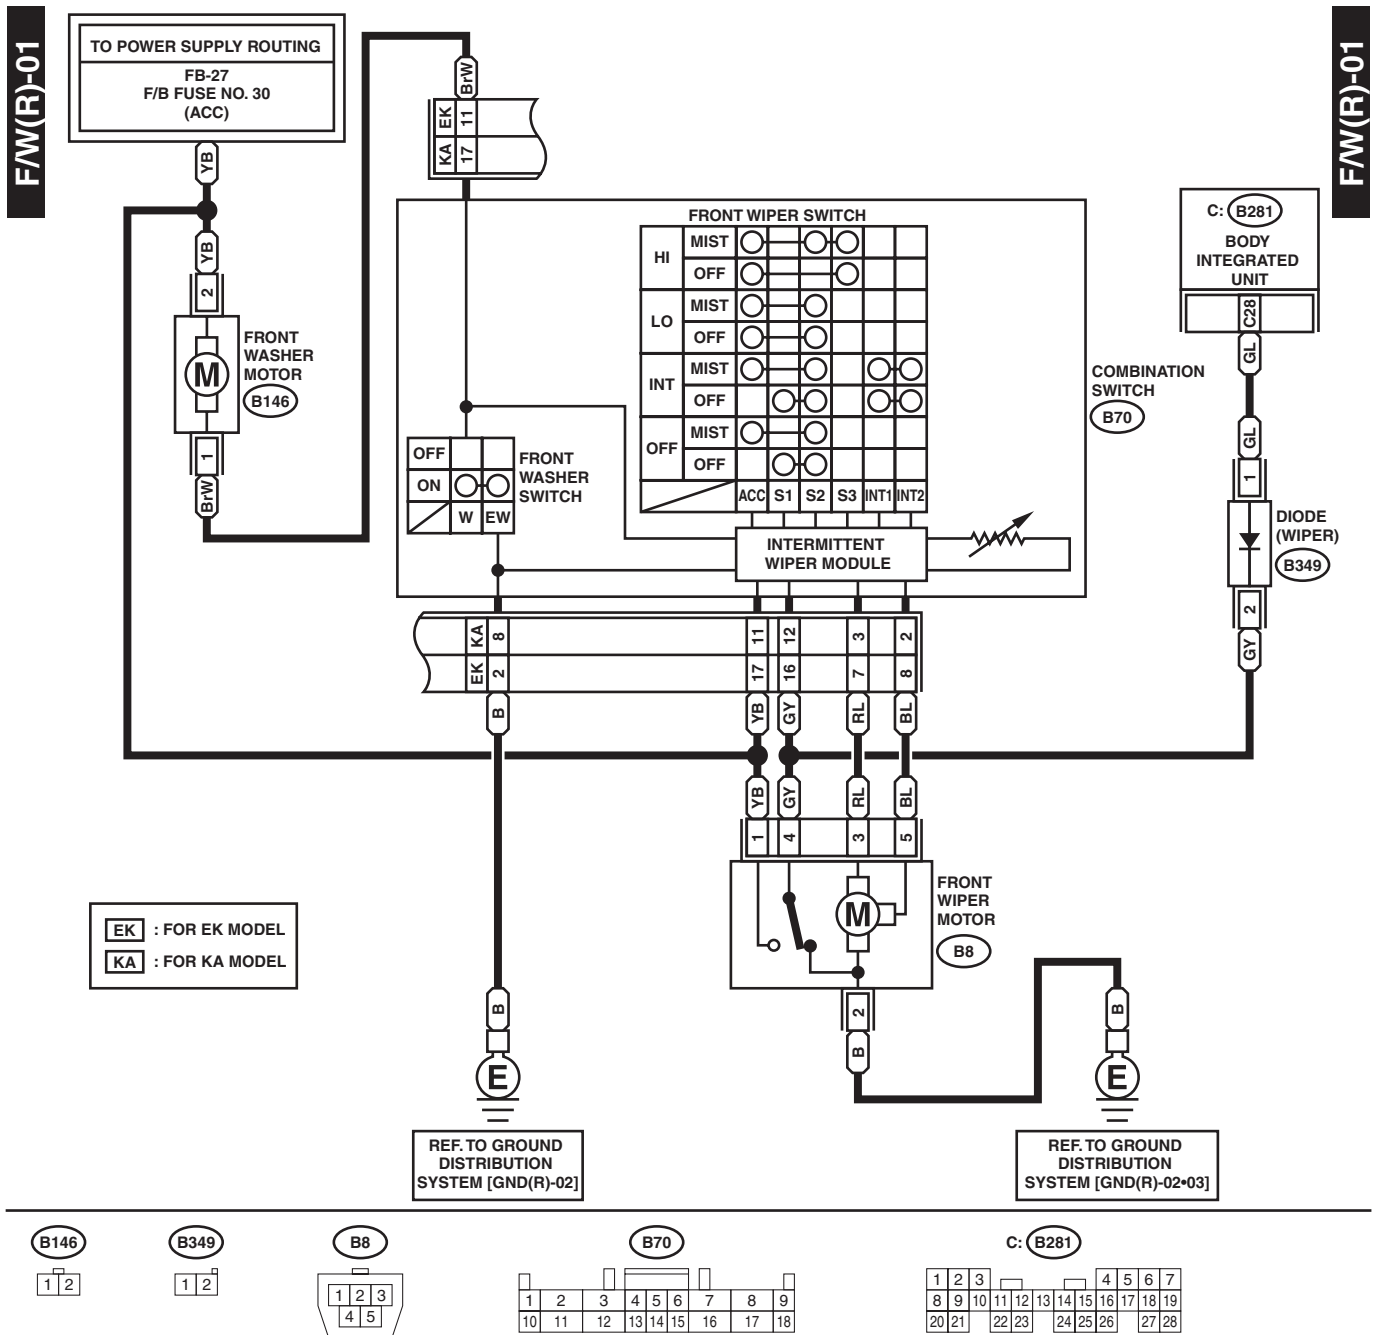 F/W(R)-01
F/W(R)-01
TO POWER SUPPLY ROUTING
FB-27
F/B FUSE NO. 30
(ACC)
YB
YB
2
FRONT
WASHER
MOTOR
B146
M
1
BrW
BrW
EK 11
KA 17
FRONT WIPER SWITCH
HI MIST
OFF
LO MIST
OFF
INT MIST
OFF
OFF MIST
OFF
ACC S1 S2 S3 INT1 INT2
OFF
ON
W EW
FRONT
WASHER
SWITCH
INTERMITTENT
WIPER MODULE
COMBINATION
SWITCH
B70
C: B281
BODY
INTEGRATED
UNIT
C28
GL
GL
1
DIODE
(WIPER)
B349
2
GY
KA 8 11 12 3 2
EK 2 17 16 7 8
B YB GY RL BL
YB GY RL BL
1 4 3 5
M
FRONT
WIPER
MOTOR
B8
2
B
B
E
REF. TO GROUND
DISTRIBUTION
SYSTEM [GND(R)-02]
B
E
REF. TO GROUND
DISTRIBUTION
SYSTEM [GND(R)-02•03]
EK : FOR EK MODEL
KA : FOR KA MODEL
B146
1 2
B349
1 2
B8
1 2 3
4 5
B70
1 2 3 4 5 6 7 8 9
10 11 12 13 14 15 16 17 18
C: B281
1 2 3 4 5 6 7
8 9 10 11 12 13 14 15 16 17 18 19
20 21 22 23 24 25 26 27 28